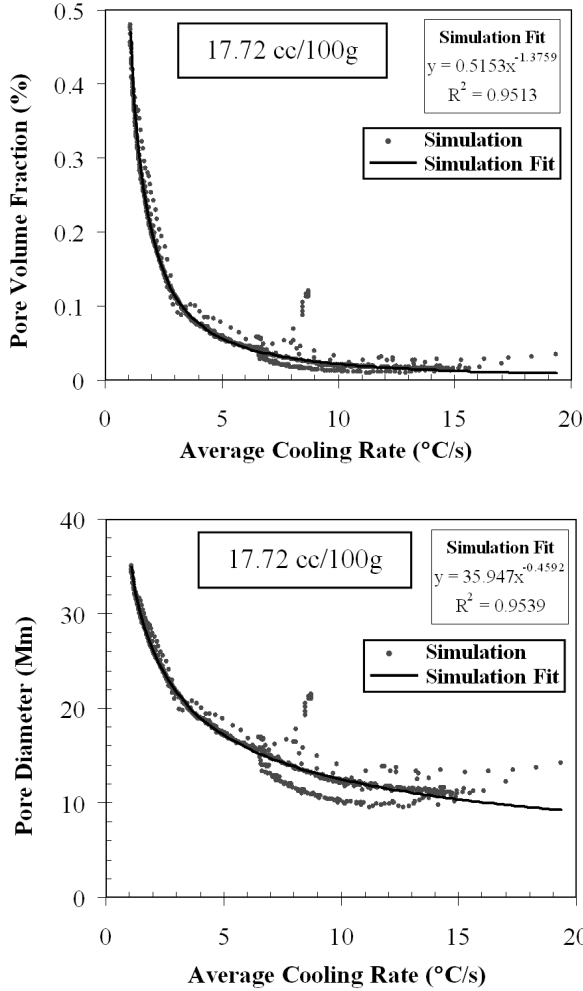 0.5
0.4
0.3
0.2
0.1
0
Pore Volume Fraction (%)
17.72 cc/100g
Simulation Fit
y = 0.5153x^-1.3759
R^2 = 0.9513
Simulation
Simulation Fit
0 5 10 15 20
Average Cooling Rate (°C/s)
40
30
20
10
0
Pore Diameter (Mm)
17.72 cc/100g
Simulation Fit
y = 35.947x^-0.4592
R^2 = 0.9539
Simulation
Simulation Fit
0 5 10 15 20
Average Cooling Rate (°C/s)